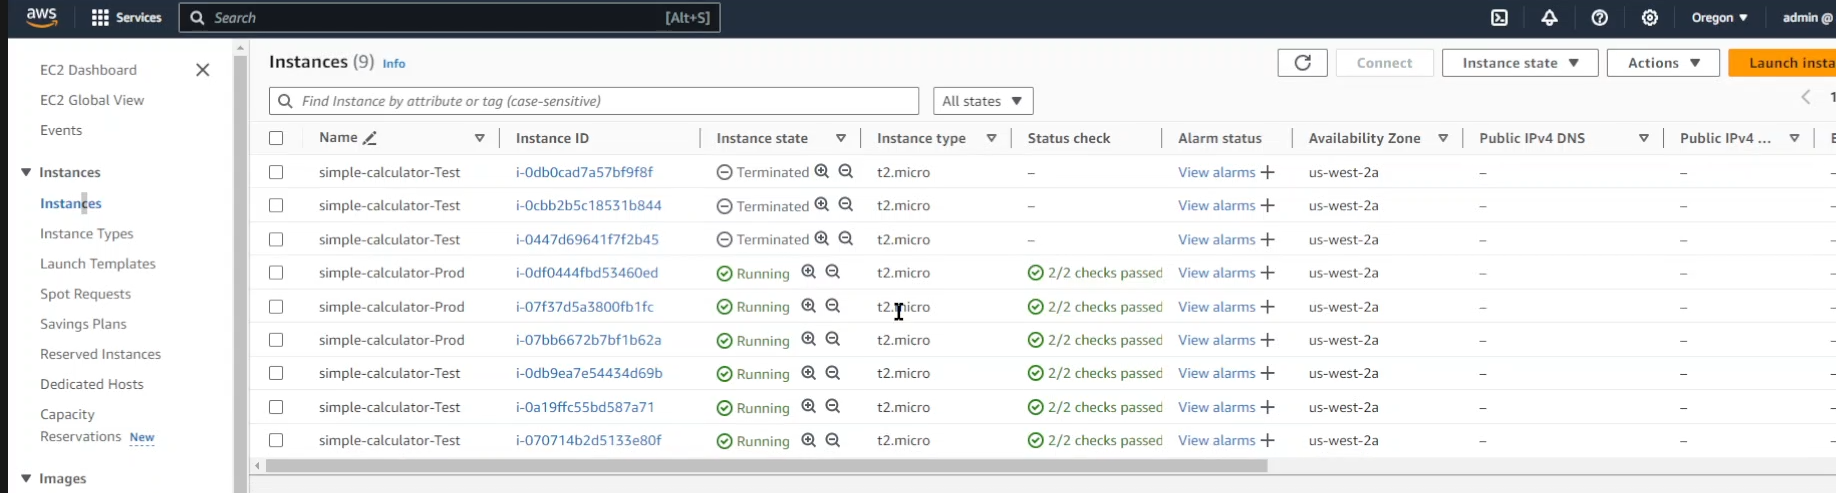 aws Services Search [Alt+S] Oregon admin @
EC2 Dashboard
EC2 Global View
Events
Instances
Instances
Instance Types
Launch Templates
Spot Requests
Savings Plans
Reserved Instances
Dedicated Hosts
Capacity
Reservations New
Images
Instances (9) Info Connect Instance state Actions Launch insta
Find Instance by attribute or tag (case-sensitive) All states 1
Name Instance ID Instance state Instance type Status check Alarm status Availability Zone Public IPv4 DNS Public IPv4 ... E
simple-calculator-Test i-0db0cad7a57bf9f8f Terminated t2.micro – View alarms + us-west-2a – – –
simple-calculator-Test i-0cbb2b5c18531b844 Terminated t2.micro – View alarms + us-west-2a – – –
simple-calculator-Test i-0447d69641f7f2b45 Terminated t2.micro – View alarms + us-west-2a – – –
simple-calculator-Prod i-0df0444fbd53460ed Running t2.micro 2/2 checks passed View alarms + us-west-2a – – –
simple-calculator-Prod i-07f37d5a3800fb1fc Running t2.micro 2/2 checks passed View alarms + us-west-2a – – –
simple-calculator-Prod i-07bb6672b7bf1b62a Running t2.micro 2/2 checks passed View alarms + us-west-2a – – –
simple-calculator-Test i-0db9ea7e54434d69b Running t2.micro 2/2 checks passed View alarms + us-west-2a – – –
simple-calculator-Test i-0a19ffc55bd587a71 Running t2.micro 2/2 checks passed View alarms + us-west-2a – – –
simple-calculator-Test i-070714b2d5133e80f Running t2.micro 2/2 checks passed View alarms + us-west-2a – – –